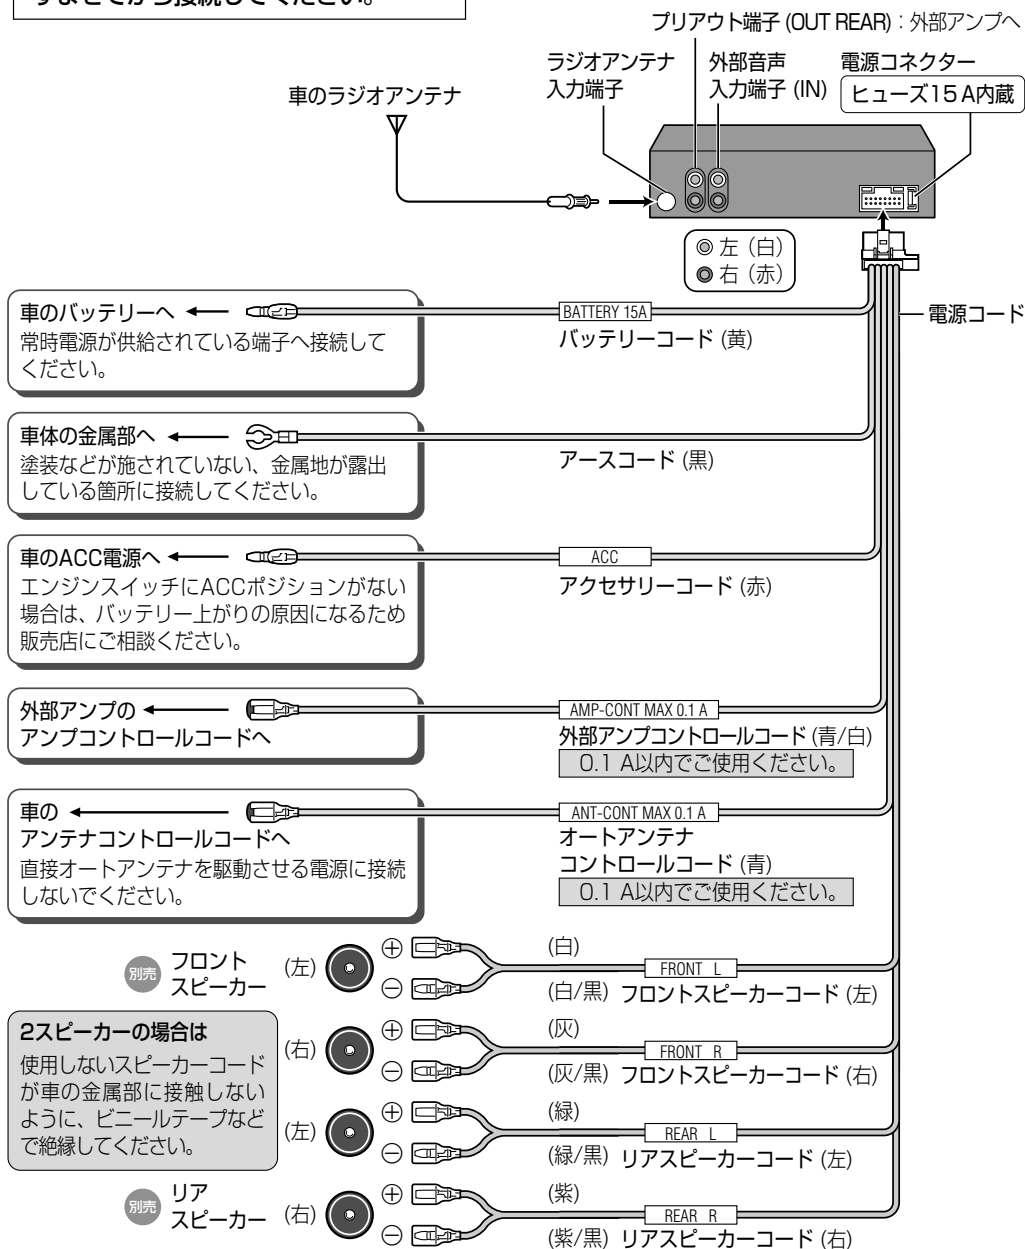 すませてから接続してください。
プリアウト端子 (OUT REAR)：外部アンプへ
ラジオアンテナ
入力端子
外部音声
入力端子 (IN)
電源コネクター
ヒューズ15 A内蔵
車のラジオアンテナ
左（白）
右（赤）
電源コード
車のバッテリーへ
常時電源が供給されている端子へ接続して
ください。
BATTERY 15A
バッテリーコード (黄)
車体の金属部へ
塗装などが施されていない、金属地が露出
している箇所に接続してください。
アースコード (黒)
車のACC電源へ
エンジンスイッチにACCポジションがない
場合は、バッテリー上がりの原因になるため
販売店にご相談ください。
ACC
アクセサリーコード (赤)
外部アンプの
アンプコントロールコードへ
AMP-CONT MAX 0.1 A
外部アンプコントロールコード (青/白)
0.1 A以内でご使用ください。
車の
アンテナコントロールコードへ
直接オートアンテナを駆動させる電源に接続
しないでください。
ANT-CONT MAX 0.1 A
オートアンテナ
コントロールコード (青)
0.1 A以内でご使用ください。
別売
フロント
スピーカー
(左)
⊕
⊖
(白)
(白/黒)
FRONT L
フロントスピーカーコード (左)
2スピーカーの場合は
使用しないスピーカーコード
が車の金属部に接触しない
ように、ビニールテープなど
で絶縁してください。
(右)
⊕
⊖
(灰)
(灰/黒)
FRONT R
フロントスピーカーコード (右)
(左)
⊕
⊖
(緑)
(緑/黒)
REAR L
リアスピーカーコード (左)
別売
リア
スピーカー
(右)
⊕
⊖
(紫)
(紫/黒)
REAR R
リアスピーカーコード (右)